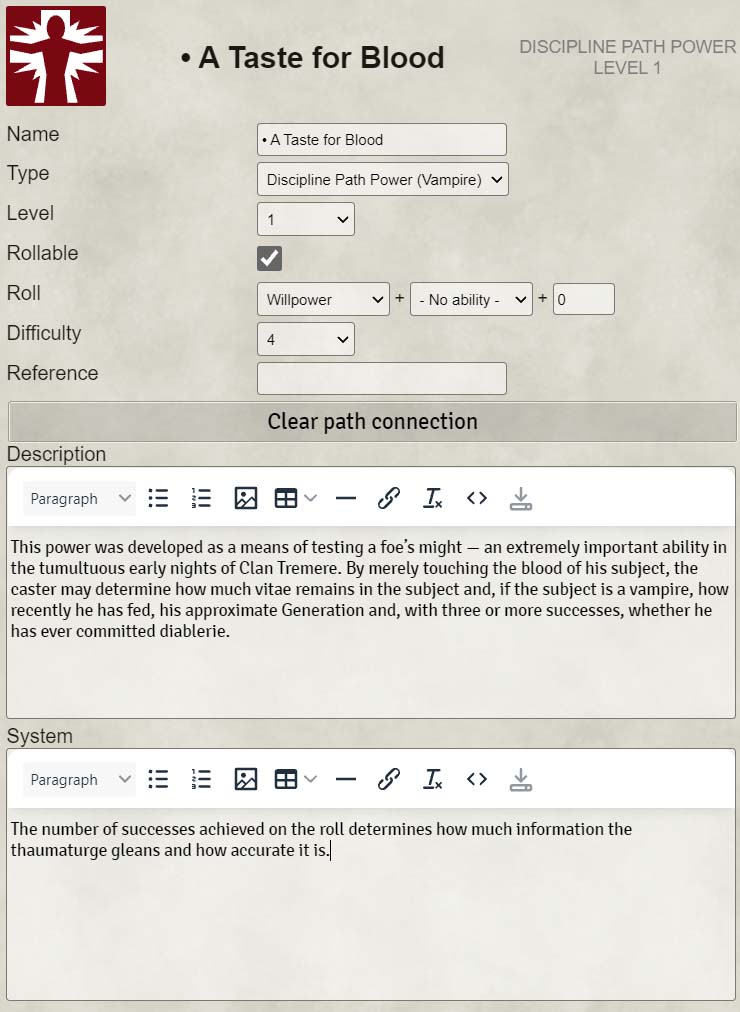 • A Taste for Blood
DISCIPLINE PATH POWER
LEVEL 1
Name
• A Taste for Blood
Type
Discipline Path Power (Vampire)
Level
1
Rollable
Roll
Willpower + - No ability - + 0
Difficulty
4
Reference
Clear path connection
Description
Paragraph
This power was developed as a means of testing a foe’s might — an extremely important ability in
the tumultuous early nights of Clan Tremere. By merely touching the blood of his subject, the
caster may determine how much vitae remains in the subject and, if the subject is a vampire, how
recently he has fed, his approximate Generation and, with three or more successes, whether he
has ever committed diablerie.
System
Paragraph
The number of successes achieved on the roll determines how much information the
thaumaturge gleans and how accurate it is.